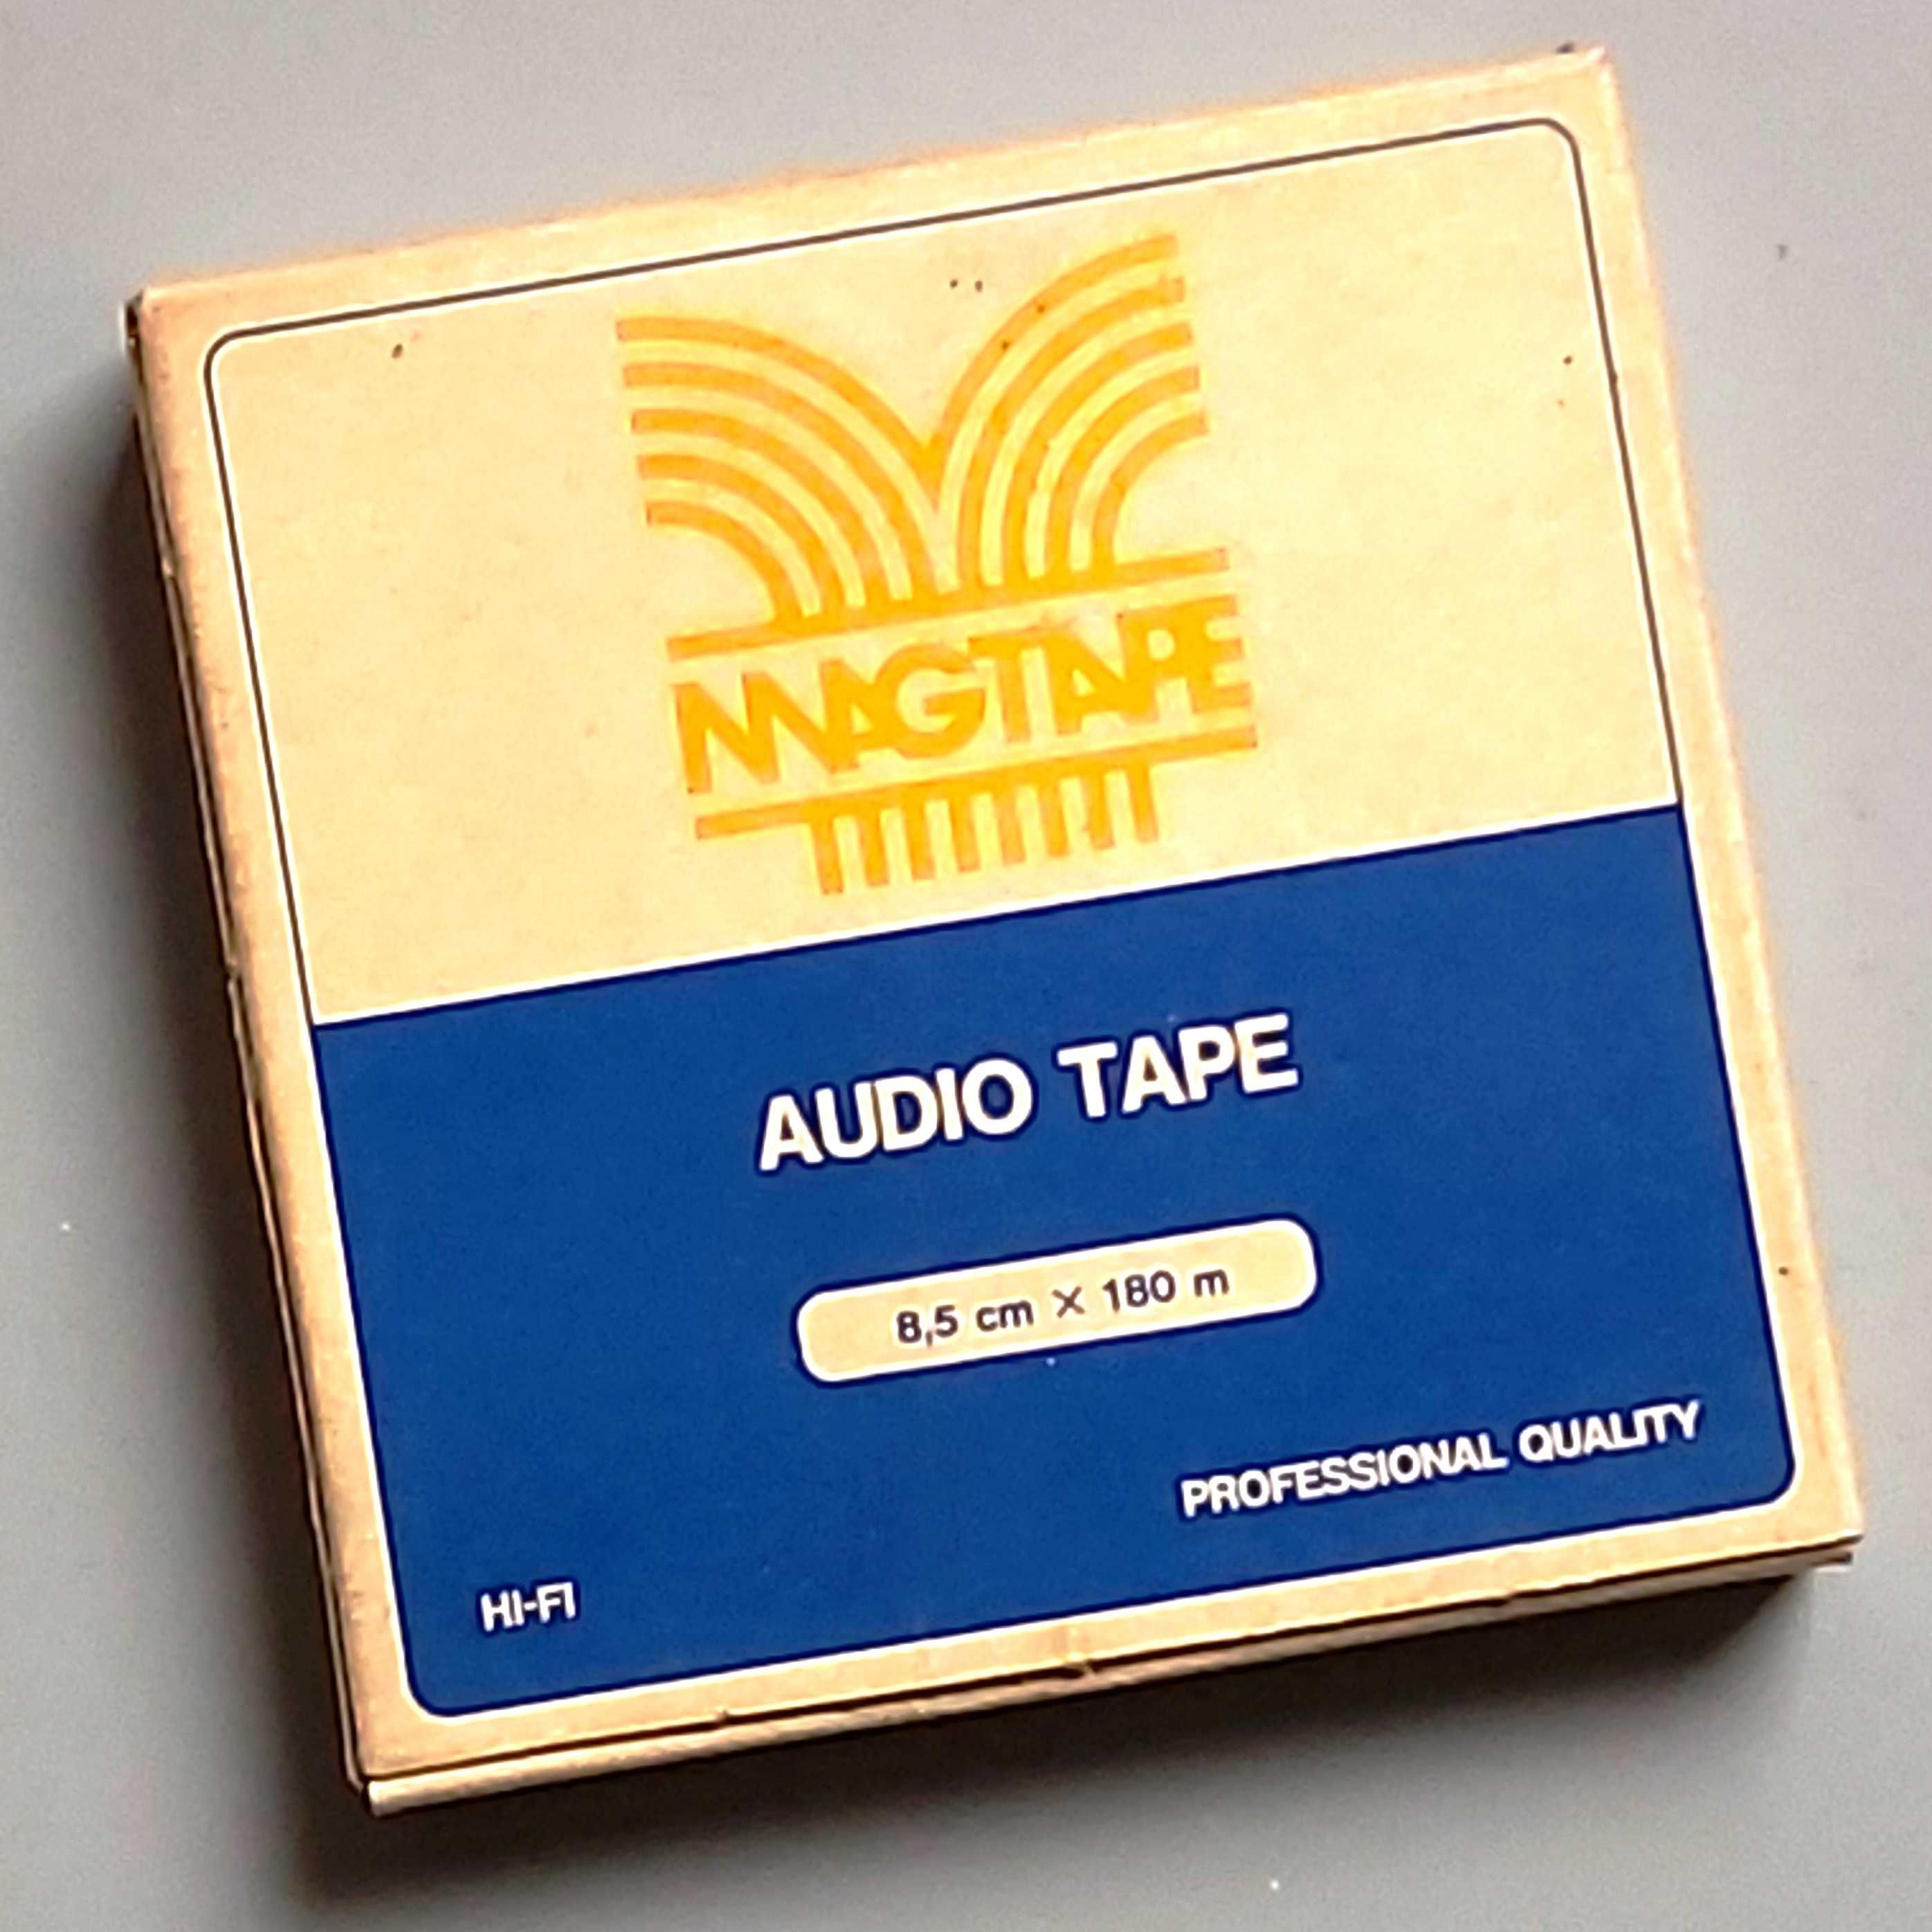 MAGTAPE
AUDIO TAPE
8,5 cm X 180 m
PROFESSIONAL QUALITY
HI-FI